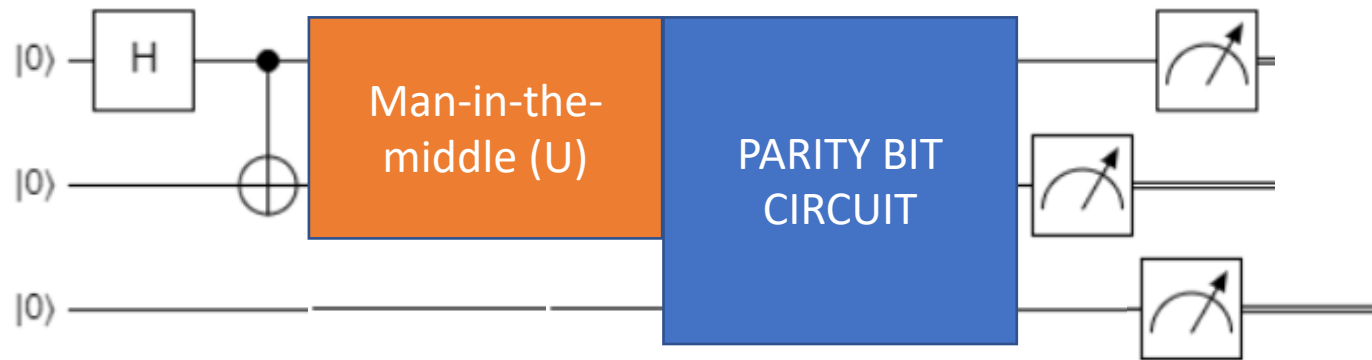 |0⟩ H
Man-in-the-
middle (U)
PARITY BIT
CIRCUIT
|0⟩
|0⟩